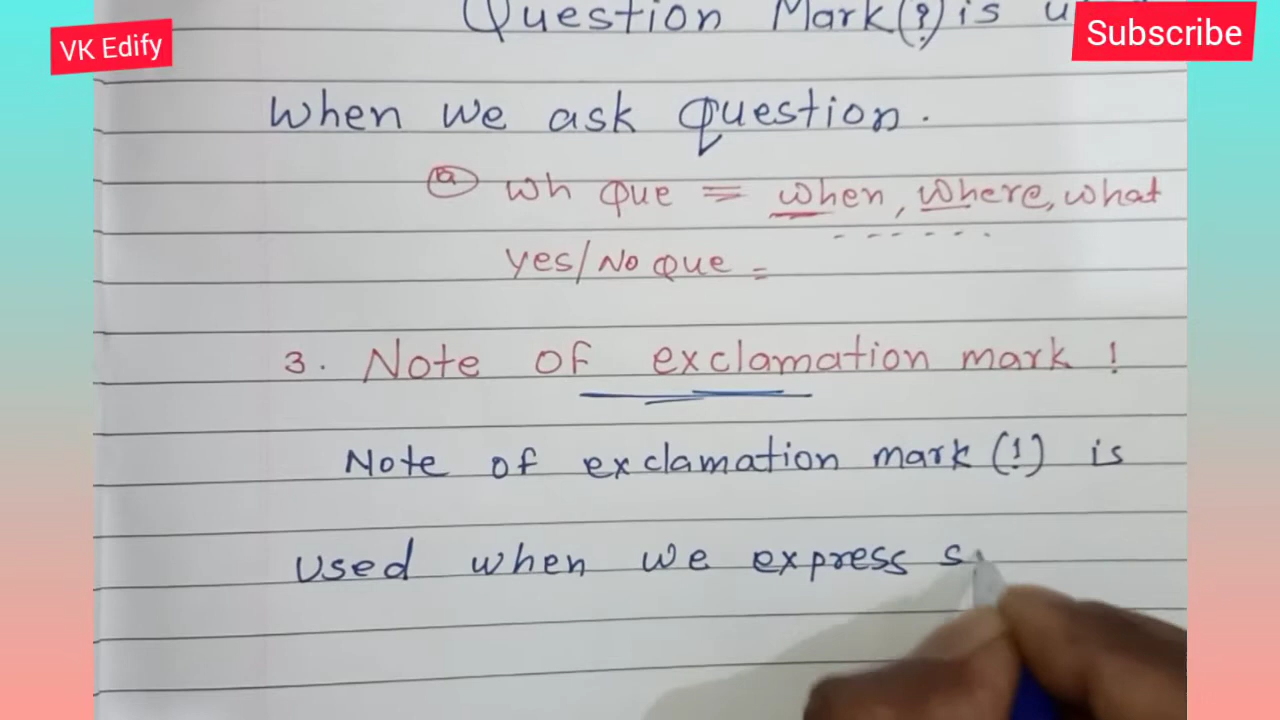 Question Mark(?) is
VK Edify
Subscribe
When we ask Question.
(a) Wh Que = when, where, what
Yes/No Que =
3. Note OF exclamation mark !
Note of exclamation mark (!) is
Used when we express s